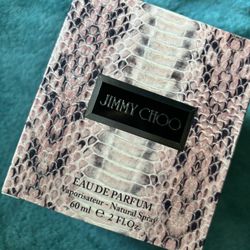 JIMMY CHOO
EAU DE PARFUM
Vaporisateur - Natural Spray
60 ml ℮ 2 FL Oz